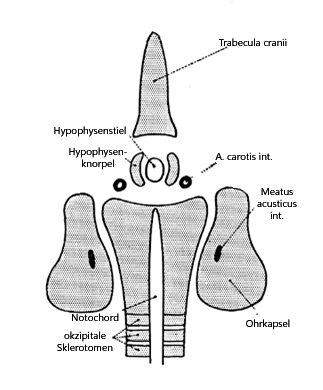 Trabecula cranii
Hypophysenstiel
Hypophysen-
knorpel
A. carotis int.
Meatus
acusticus
int.
Notochord
okzipitale
Sklerotomen
Ohrkapsel